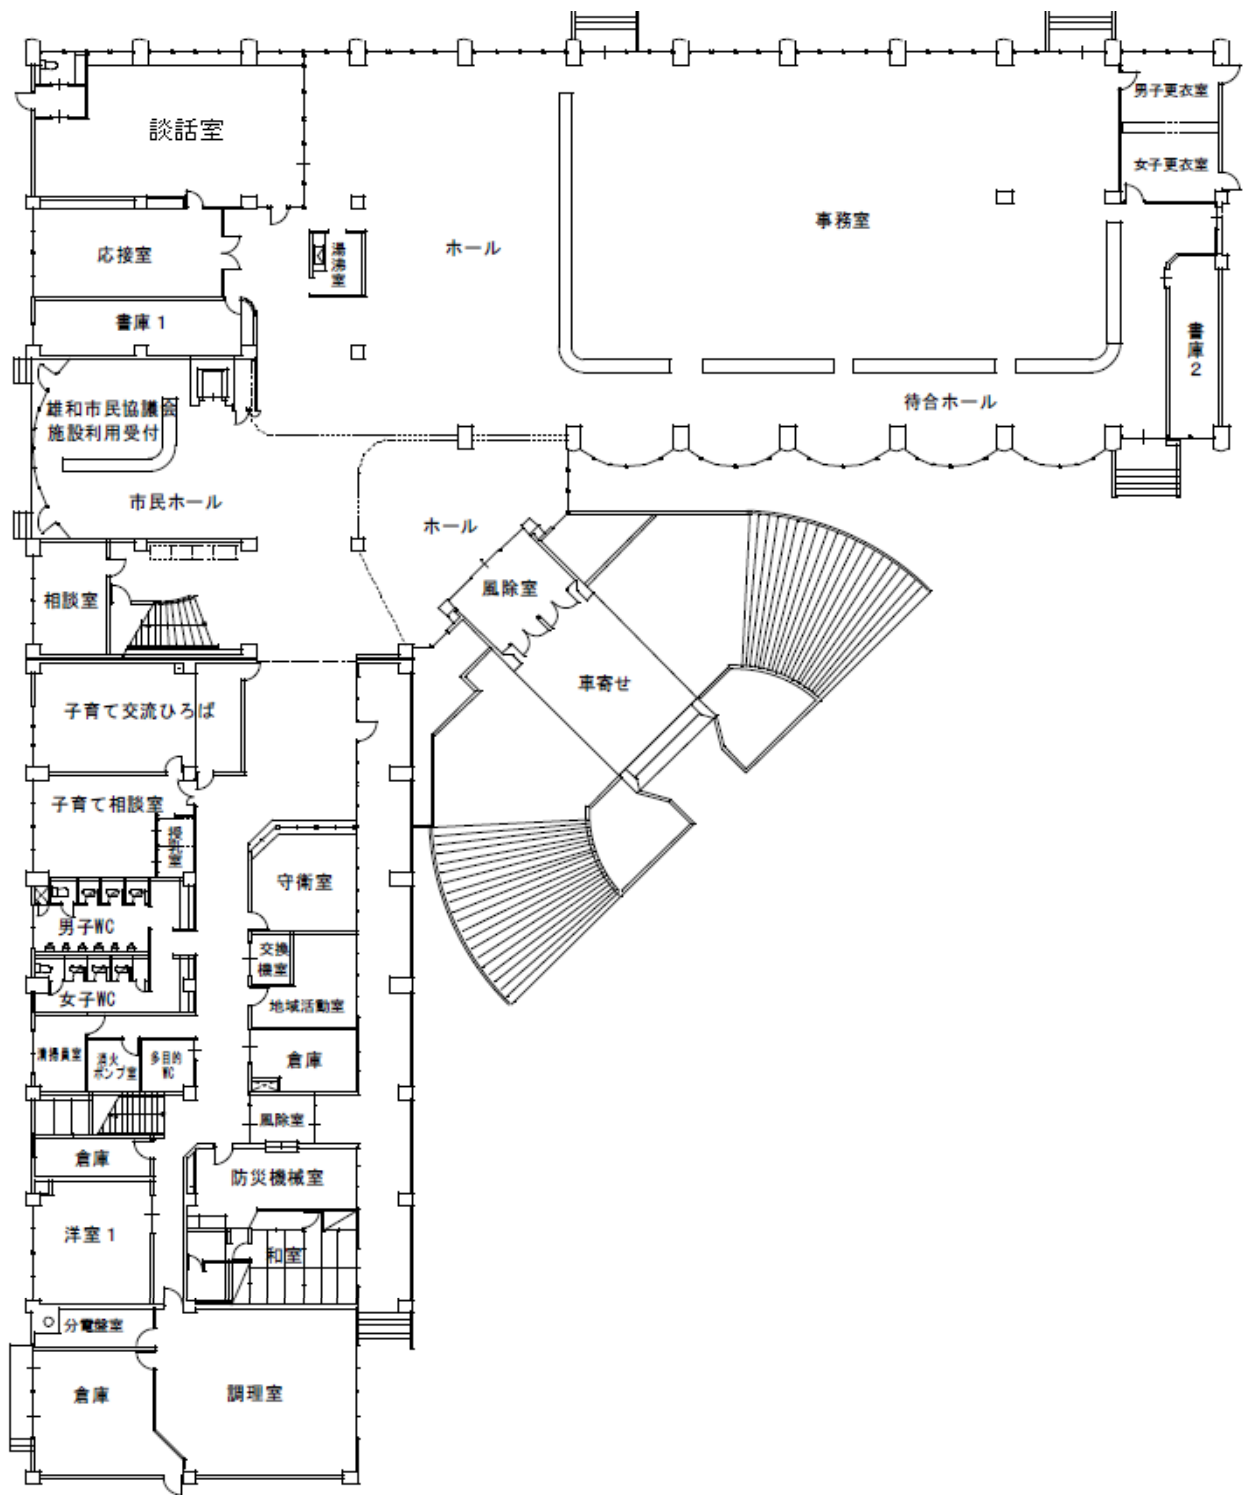 談話室
男子更衣室
女子更衣室
事務室
ホール
湯沸室
応接室
書庫1
書庫2
待合ホール
雄和市民協議会
施設利用受付
市民ホール
ホール
風除室
相談室
車寄せ
子育て交流ひろば
子育て相談室
授乳室
守衛室
男子WC
交換
機室
女子WC
地域活動室
清掃員室
消火
ポンプ室
多目的
WC
倉庫
風除室
倉庫
防災機械室
洋室1
和室
分電盤室
倉庫
調理室